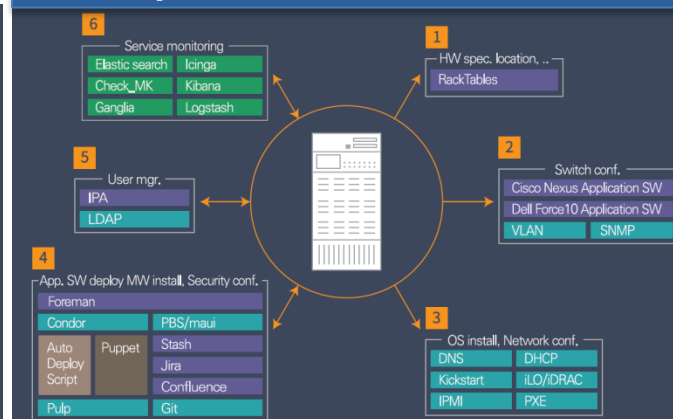 6
Service monitoring
Elastic search Icinga
Check_MK Kibana
Ganglia Logstash
1
HW spec. location, ..
RackTables
5
User mgr.
IPA
LDAP
2
Switch conf.
Cisco Nexus Application SW
Dell Force10 Application SW
VLAN SNMP
4
App. SW deploy MW install, Security conf.
Foreman
Condor PBS/maui
Auto Deploy Script
Puppet
Stash
Jira
Confluence
Pulp Git
3
OS install, Network conf.
DNS DHCP
Kickstart iLO/iDRAC
IPMI PXE